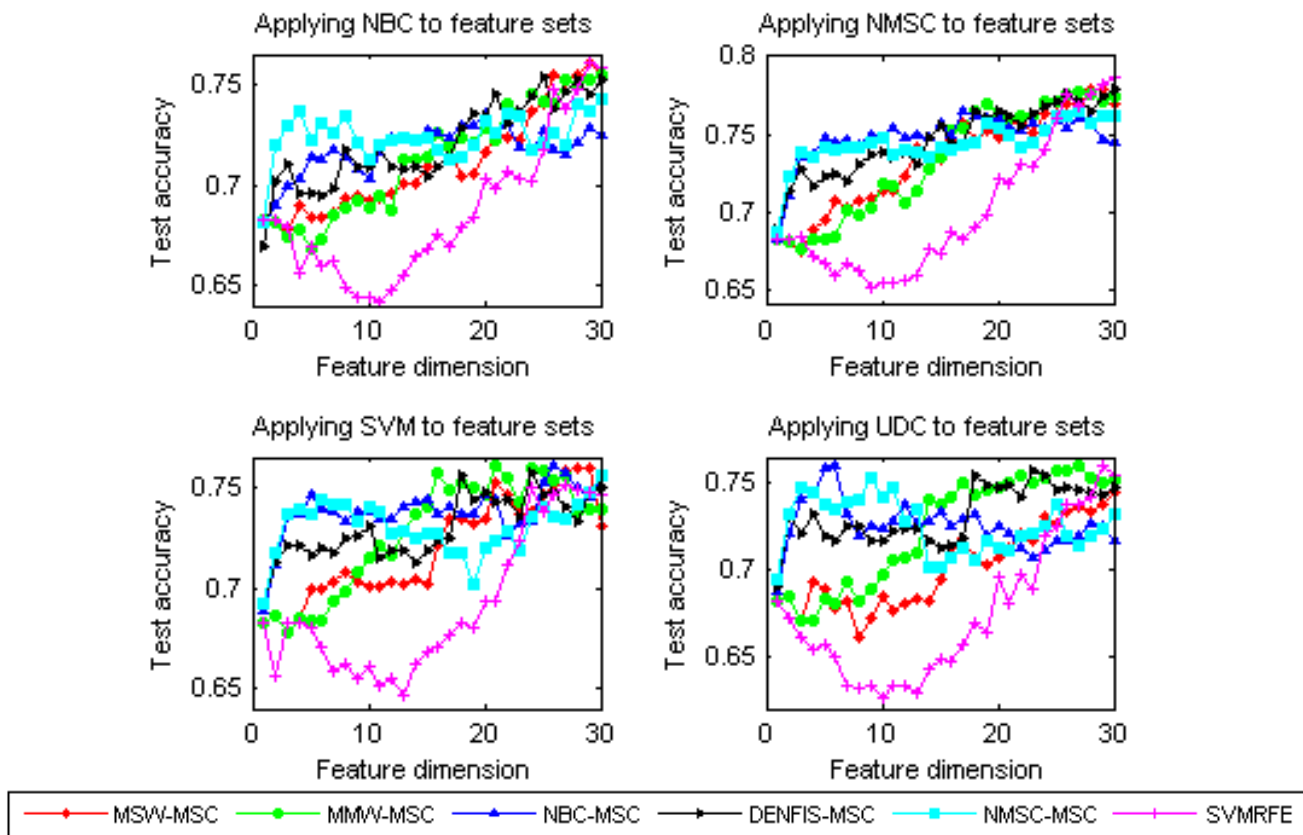 Applying NBC to feature sets
Test accuracy
0.75
0.7
0.65
0 10 20 30
Feature dimension
Applying NMSC to feature sets
Test accuracy
0.8
0.75
0.7
0.65
0 10 20 30
Feature dimension
Applying SVM to feature sets
Test accuracy
0.75
0.7
0.65
0 10 20 30
Feature dimension
Applying UDC to feature sets
Test accuracy
0.75
0.7
0.65
0 10 20 30
Feature dimension
MSW-MSC MMW-MSC NBC-MSC DENFIS-MSC NMSC-MSC SVMRFE